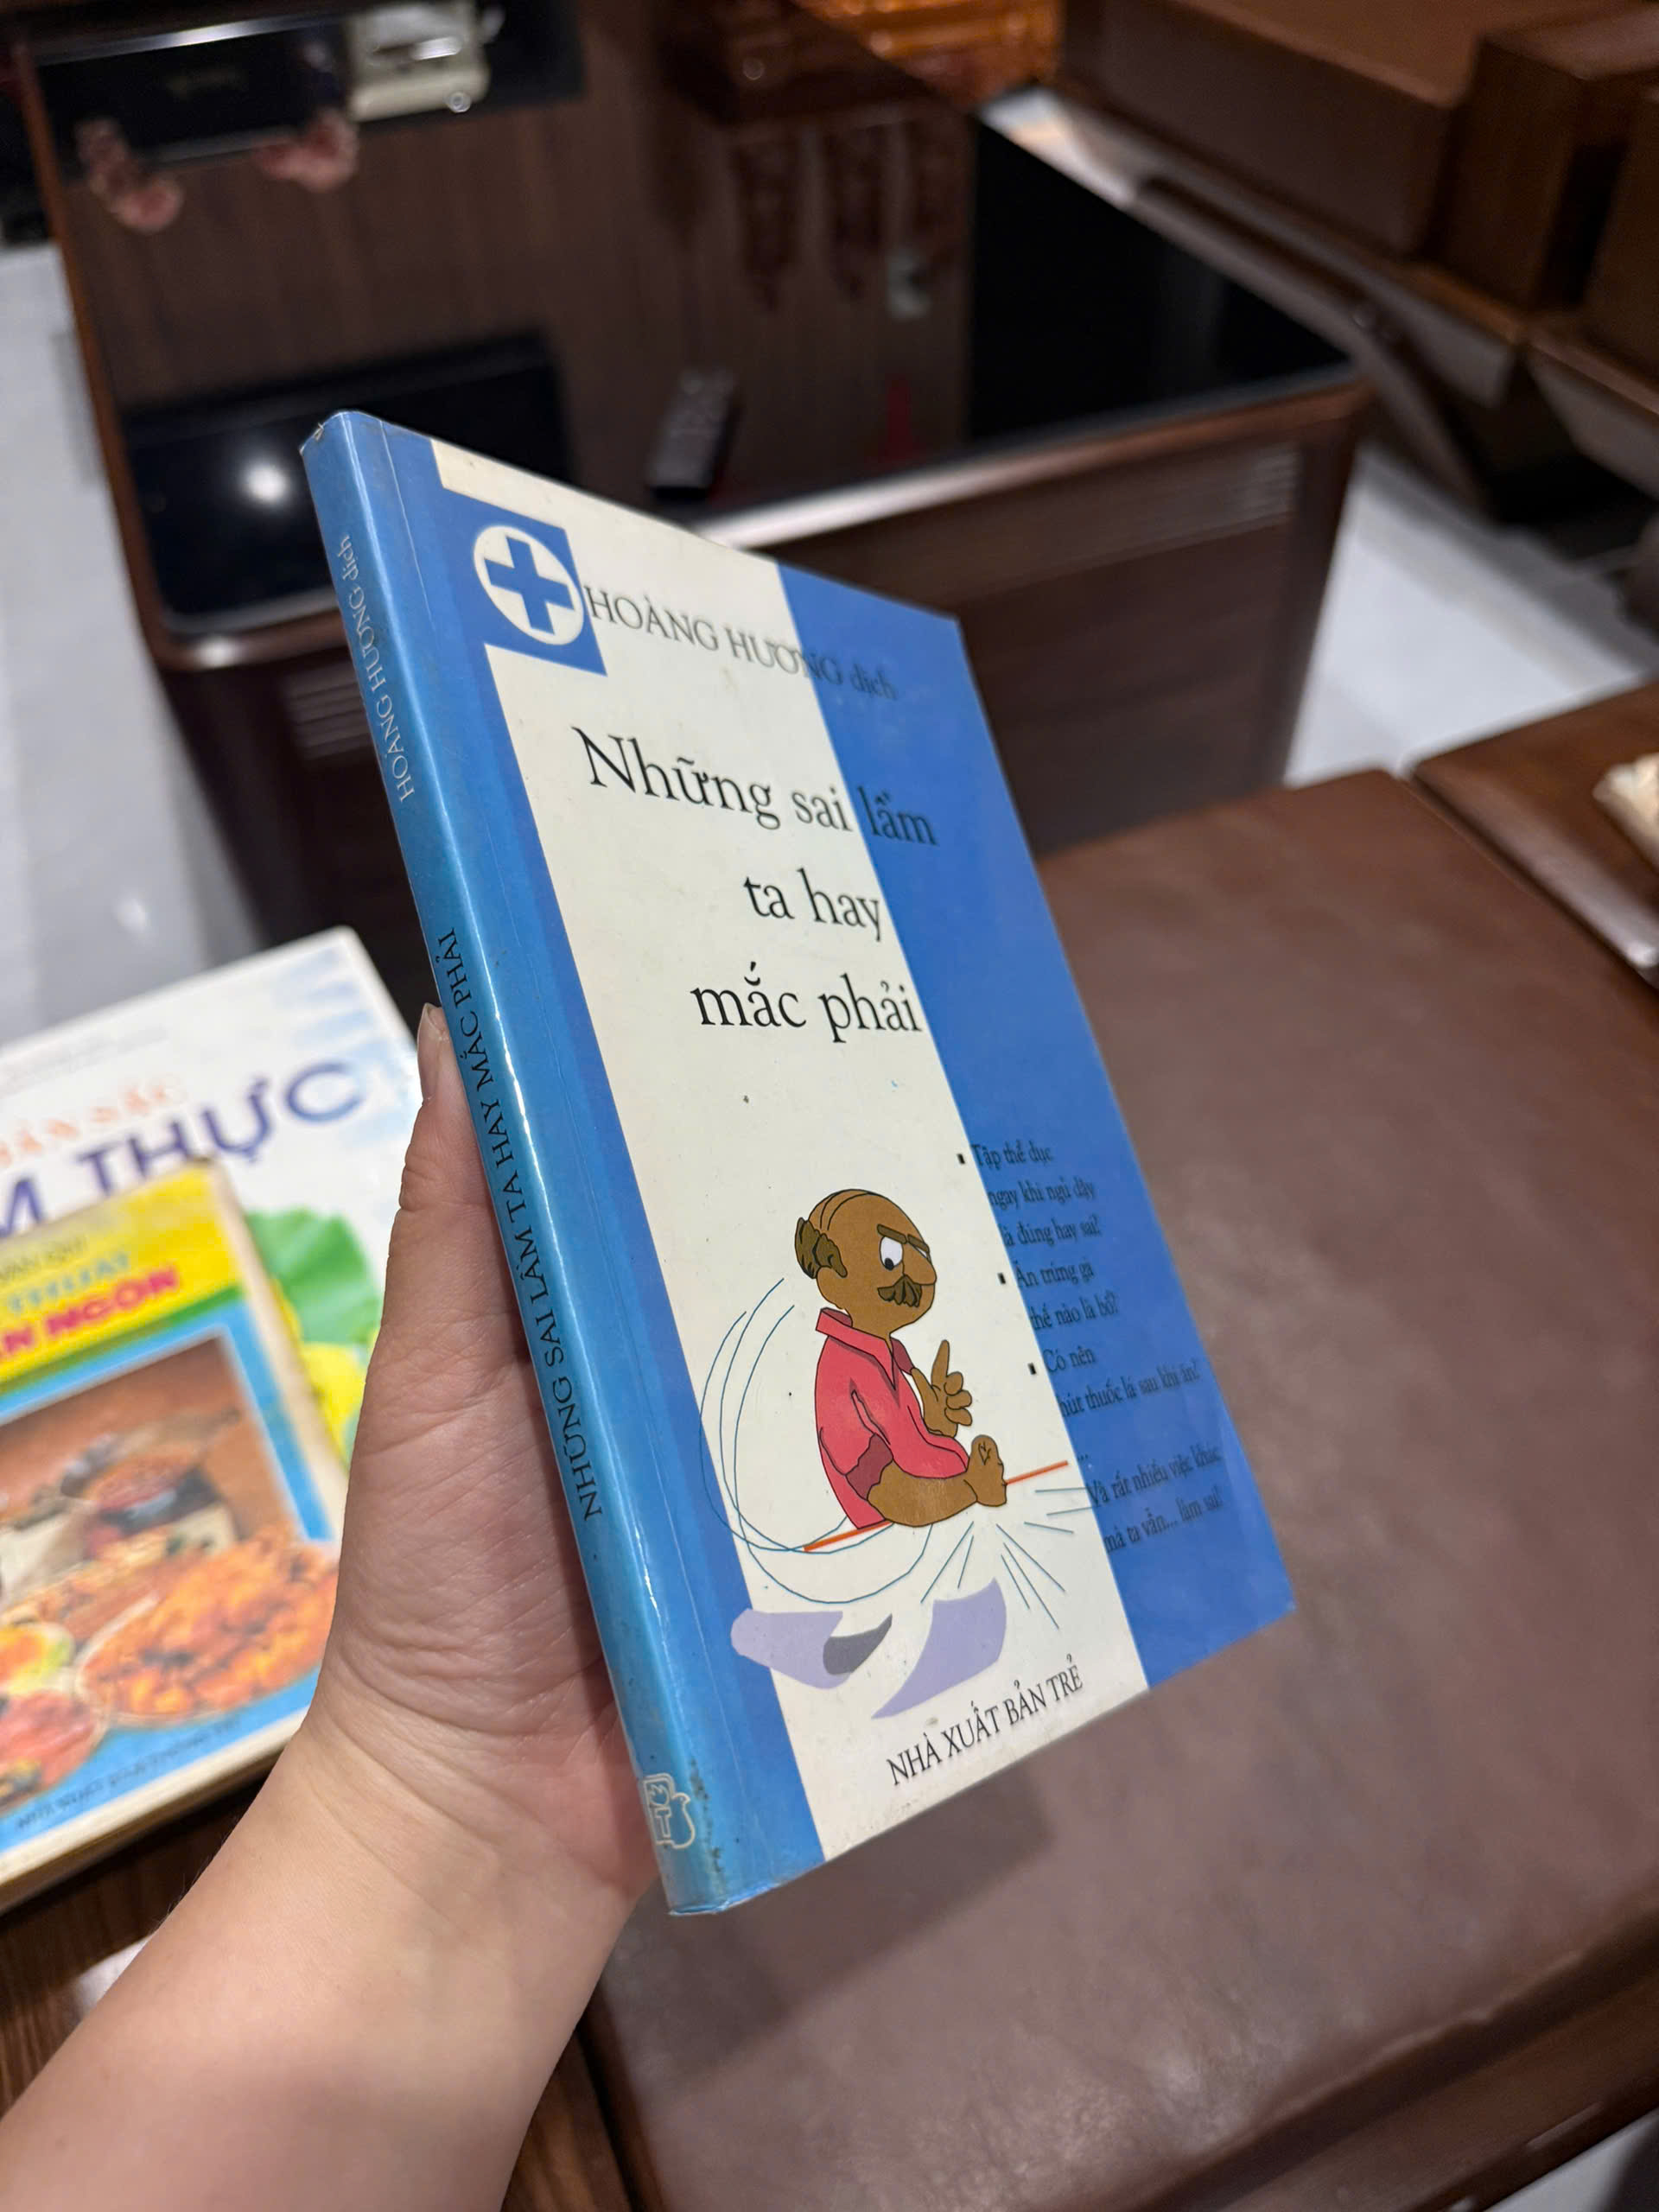 HOÀNG HƯƠNG dịch
Những sai lầm
ta hay
mắc phải
▪ Tập thể dục
ngay khi ngủ dậy
là đúng hay sai?
▪ Ăn trứng gà
thế nào là bổ?
▪ Có nên
hút thuốc lá sau khi ăn?
...
Và rất nhiều việc khác
mà ta vẫn... làm sai?
NHÀ XUẤT BẢN TRẺ
HOÀNG HƯƠNG dịch
NHỮNG SAI LẦM TA HAY MẮC PHẢI
BẢN SẮC
THỰC
NGON